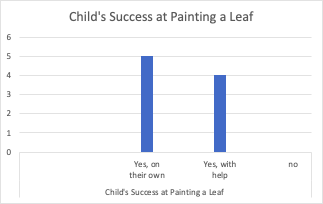 Child's Success at Painting a Leaf
6
5
4
3
2
1
0
Yes, on
their own
Yes, with
help
no
Child's Success at Painting a Leaf